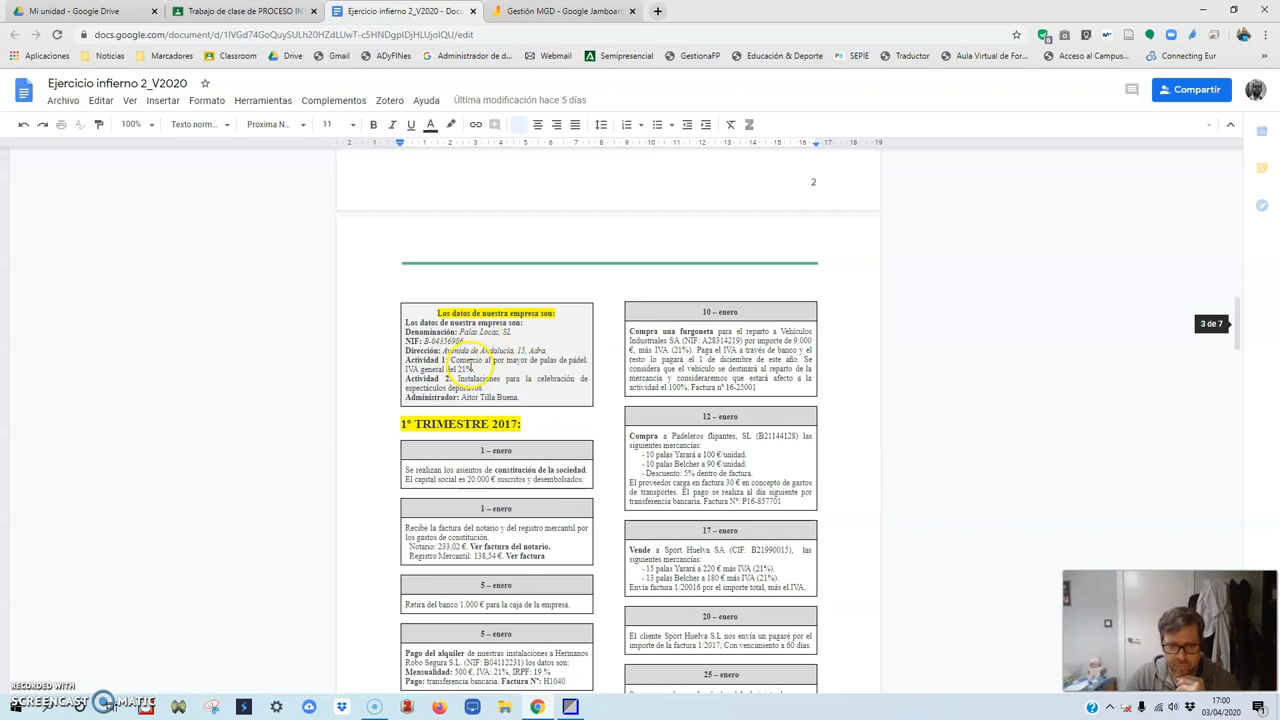 Mi unidad - Google Drive
Trabajo de clase de PROCESO INT
Ejercicio infierno 2_V2020
Gestión MGD - Google Jamboard
docs.google.com/document/d/1IVGd74GoQuySULh20HZdLUwT-c5HNDgpIDjHLUjoIQU/edit
Aplicaciones
Notas
Marcadores
Classroom
Drive
ADyFINes
Gmail
Meet
Webmail
Semipresencial
GestionaFP
Educación & Deporte
SEPIE
Traductor
Aula Virtual de For...
Acceso al Campus...
Connecting...
Ejercicio infierno 2_V2020
Archivo Editar Ver Insertar Formato Herramientas Complementos Zotero Ayuda
Última modificación hace 5 días
Compartir
100%
Texto norm...
Proxima N...
11
2
3 de 7
Los datos de nuestra empresa son:
Los datos de nuestra empresa son:
Denominación: Palas Locas, SL
NIF: B-04356986
Dirección: Avenida de Andalucía, 15, Adra.
Actividad 1: Comercio al por mayor de palas de pádel.
IVA general del 21%.
Actividad 2: Instalaciones para la celebración de
espectáculos deportivos.
Administrador: Aitor Tilla Buena.
1º TRIMESTRE 2017:
1 – enero
Se realizan los asientos de constitución de la sociedad.
El capital social es 20.000 € suscritos y desembolsados.
1 – enero
Recibe la factura del notario y del registro mercantil por
los gastos de constitución.
Notario: 233,02 €. Ver factura del notario.
Registro Mercantil: 138,54 €. Ver factura
5 – enero
Retira del banco 1.000 € para la caja de la empresa.
5 – enero
Pago del alquiler de nuestras instalaciones a Hermanos
Robo Segura S.L. (NIF: B04112231) los datos son:
Mensualidad: 500 €, IVA: 21%, IRPF: 19 %
Pago: transferencia bancaria. Factura Nº: H1040
10 – enero
Compra una furgoneta para el reparto a Vehículos
Industriales SA (NIF: A28314219) por importe de 9.000
€, más IVA (21%). Paga el IVA a través de banco y el
resto lo pagará el 1 de diciembre de este año. Se
considera que el vehículo se destinará al reparto de la
mercancía y consideraremos que estará afecto a la
actividad el 100%. Factura nº 16-25001
12 – enero
Compra a Padeleros flipantes, SL (B21144128) las
siguientes mercancías:
- 10 palas Yarará a 100 €/unidad.
- 10 palas Belcher a 90 €/unidad.
- Descuento: 5% dentro de factura.
El proveedor carga en factura 30 € en concepto de gastos
de transportes. El pago se realiza al día siguiente por
transferencia bancaria. Factura Nº: P16-857701
17 – enero
Vende a Sport Huelva SA (CIF: B21990015), las
siguientes mercancías:
- 15 palas Yarará a 220 € más IVA (21%).
- 13 palas Belcher a 180 € más IVA (21%).
Envía factura 1/20016 por el importe total, más el IVA.
20 – enero
El cliente Sport Huelva S.L nos envía un pagaré por el
importe de la factura 1/2017, Con vencimiento a 60 días.
25 – enero
RECORDED WITH
SCREENCAST MATIC
17:00
03/04/2020